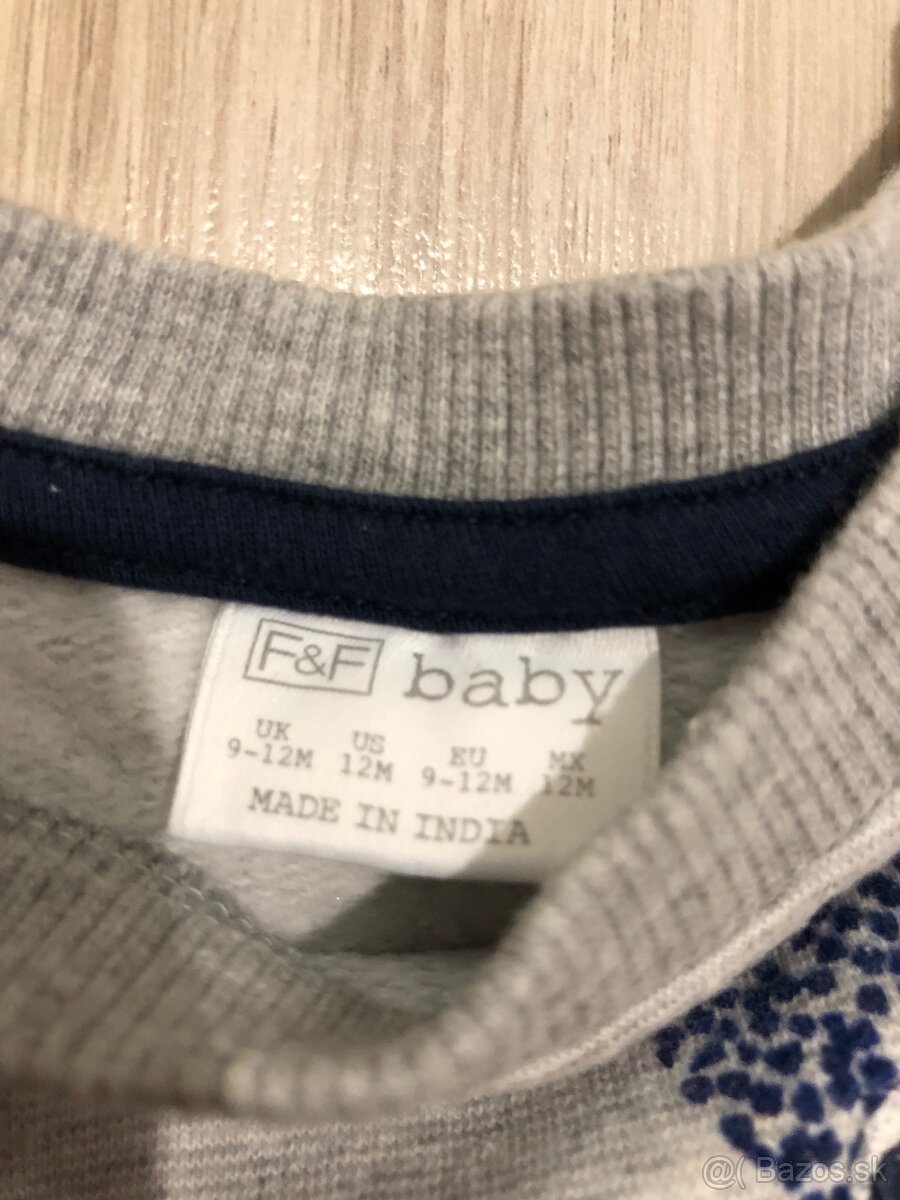 F&F baby
UK US EU MX
9-12M 12M 9-12M 12M
MADE IN INDIA
@( Bazos.sk